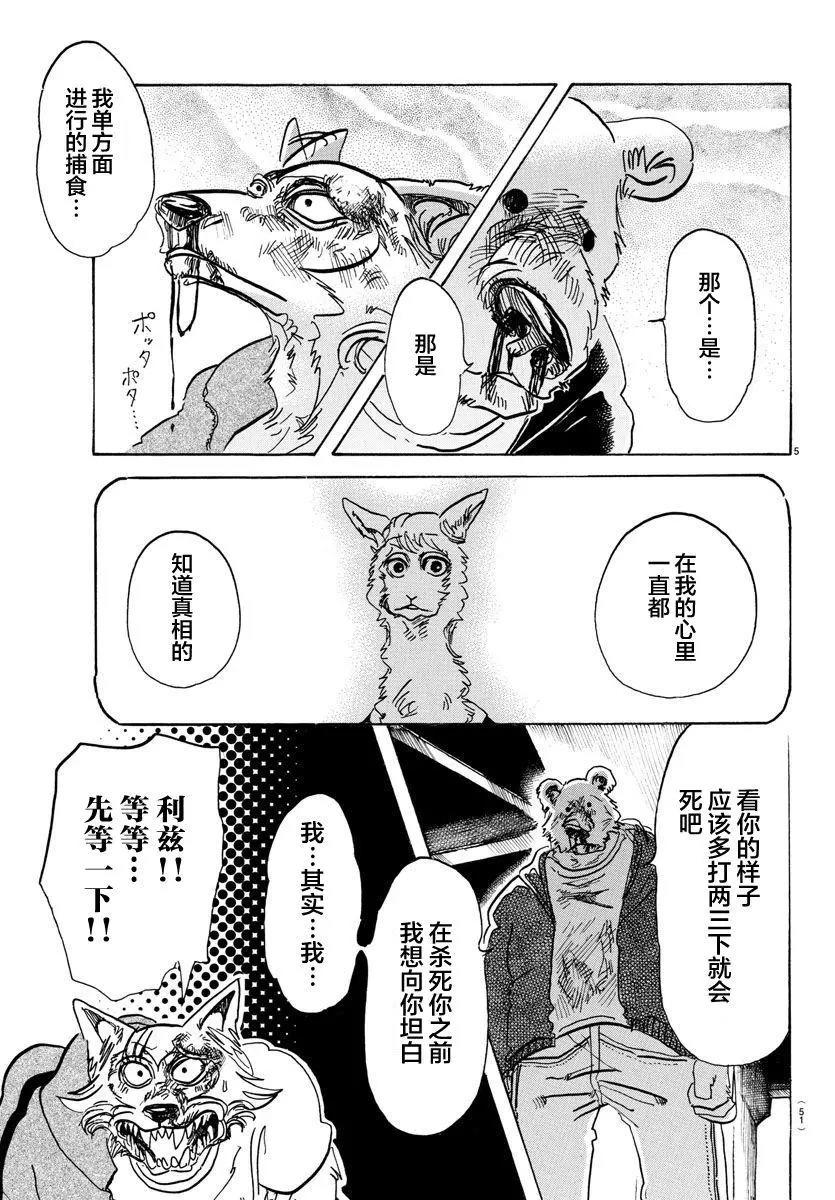 那个…是…
那是
我单方面
进行的捕食
…
ポッタ
ポタ…
5
在我的心里
一直都
知道真相的
看你的样子
应该多打两三下就会
死吧
在杀死你之前
我想向你坦白
我…其实…我…
利兹!!
等等…
先等一下!!
(51)